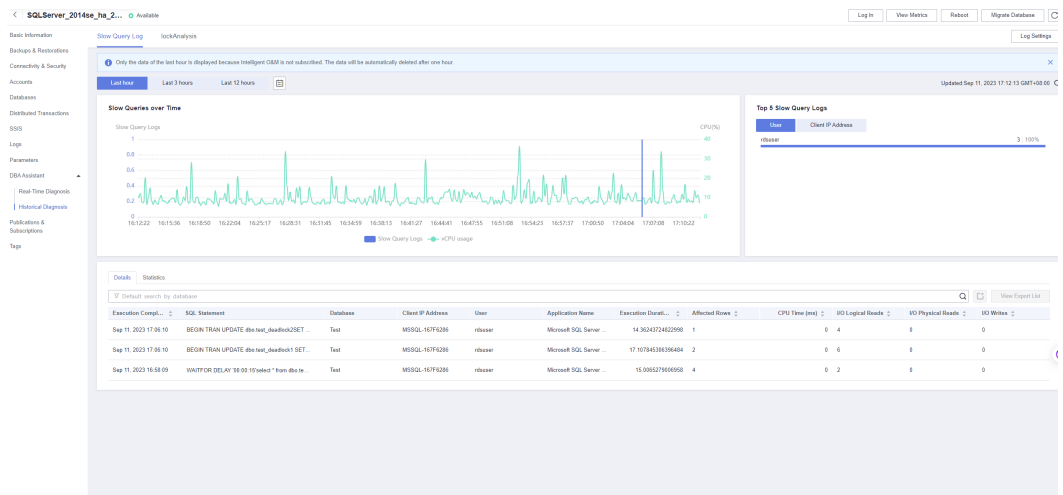 SQLServer_2014se_ha_2... Available Log In View Metrics Reboot Migrate Database
Basic Information
Backups & Restorations
Connectivity & Security
Accounts
Databases
Distributed Transactions
SSIS
Logs
Parameters
DBA Assistant
Real-Time Diagnosis
Historical Diagnosis
Publications &
Subscriptions
Tags
Slow Query Log lockAnalysis Log Settings
Only the data of the last hour is displayed because Intelligent O&M is not subscribed. The data will be automatically deleted after one hour.
Last hour Last 3 hours Last 12 hours Updated Sep 11, 2023 17:12:13 GMT+08:00
Slow Queries over Time
Slow Query Logs CPU(%)
1 40
0.8
30
0.6
20
0.4
0.2 10
0 0
16:12:22 16:15:36 16:18:50 16:22:04 16:25:17 16:28:31 16:31:45 16:34:59 16:38:13 16:41:27 16:44:41 16:47:55 16:51:08 16:54:23 16:57:37 17:00:50 17:04:04 17:07:08 17:10:22
Slow Query Logs vCPU usage
Top 5 Slow Query Logs
User Client IP Address
rdsuser 3 100%
Details Statistics
Default search by database View Export List
Execution Compl... SQL Statement Database Client IP Address User Application Name Execution Durati... Affected Rows CPU Time (ms) I/O Logical Reads I/O Physical Reads I/O Writes
Sep 11, 2023 17:06:10 BEGIN TRAN UPDATE dbo.test_deadlock2SET ... Test MSSQL-167F6286 rdsuser Microsoft SQL Server ... 14.3624372482299​8 1 0 4 0 0
Sep 11, 2023 17:06:10 BEGIN TRAN UPDATE dbo.test_deadlock1 SET... Test MSSQL-167F6286 rdsuser Microsoft SQL Server ... 17.107845306396484 2 0 6 0 0
Sep 11, 2023 16:58:09 WAITFOR DELAY '00:00:15'select * from dbo.te... Test MSSQL-167F6286 rdsuser Microsoft SQL Server ... 15.0065279006958 4 0 2 0 0